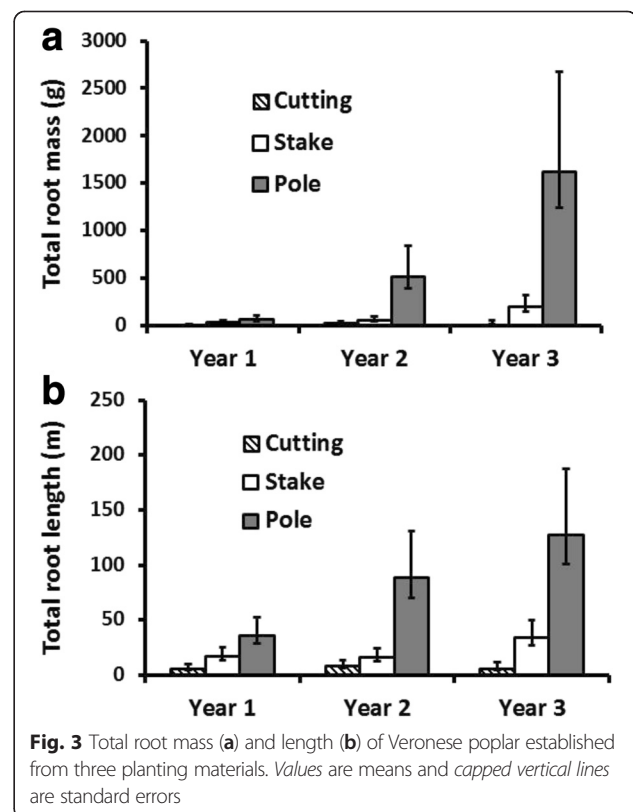 a
Total root mass (g)
3000
2500
2000
1500
1000
500
0
Cutting
Stake
Pole
Year 1 Year 2 Year 3
b
Total root length (m)
250
200
150
100
50
0
Cutting
Stake
Pole
Year 1 Year 2 Year 3
Fig. 3 Total root mass (a) and length (b) of Veronese poplar established
from three planting materials. Values are means and capped vertical lines
are standard errors